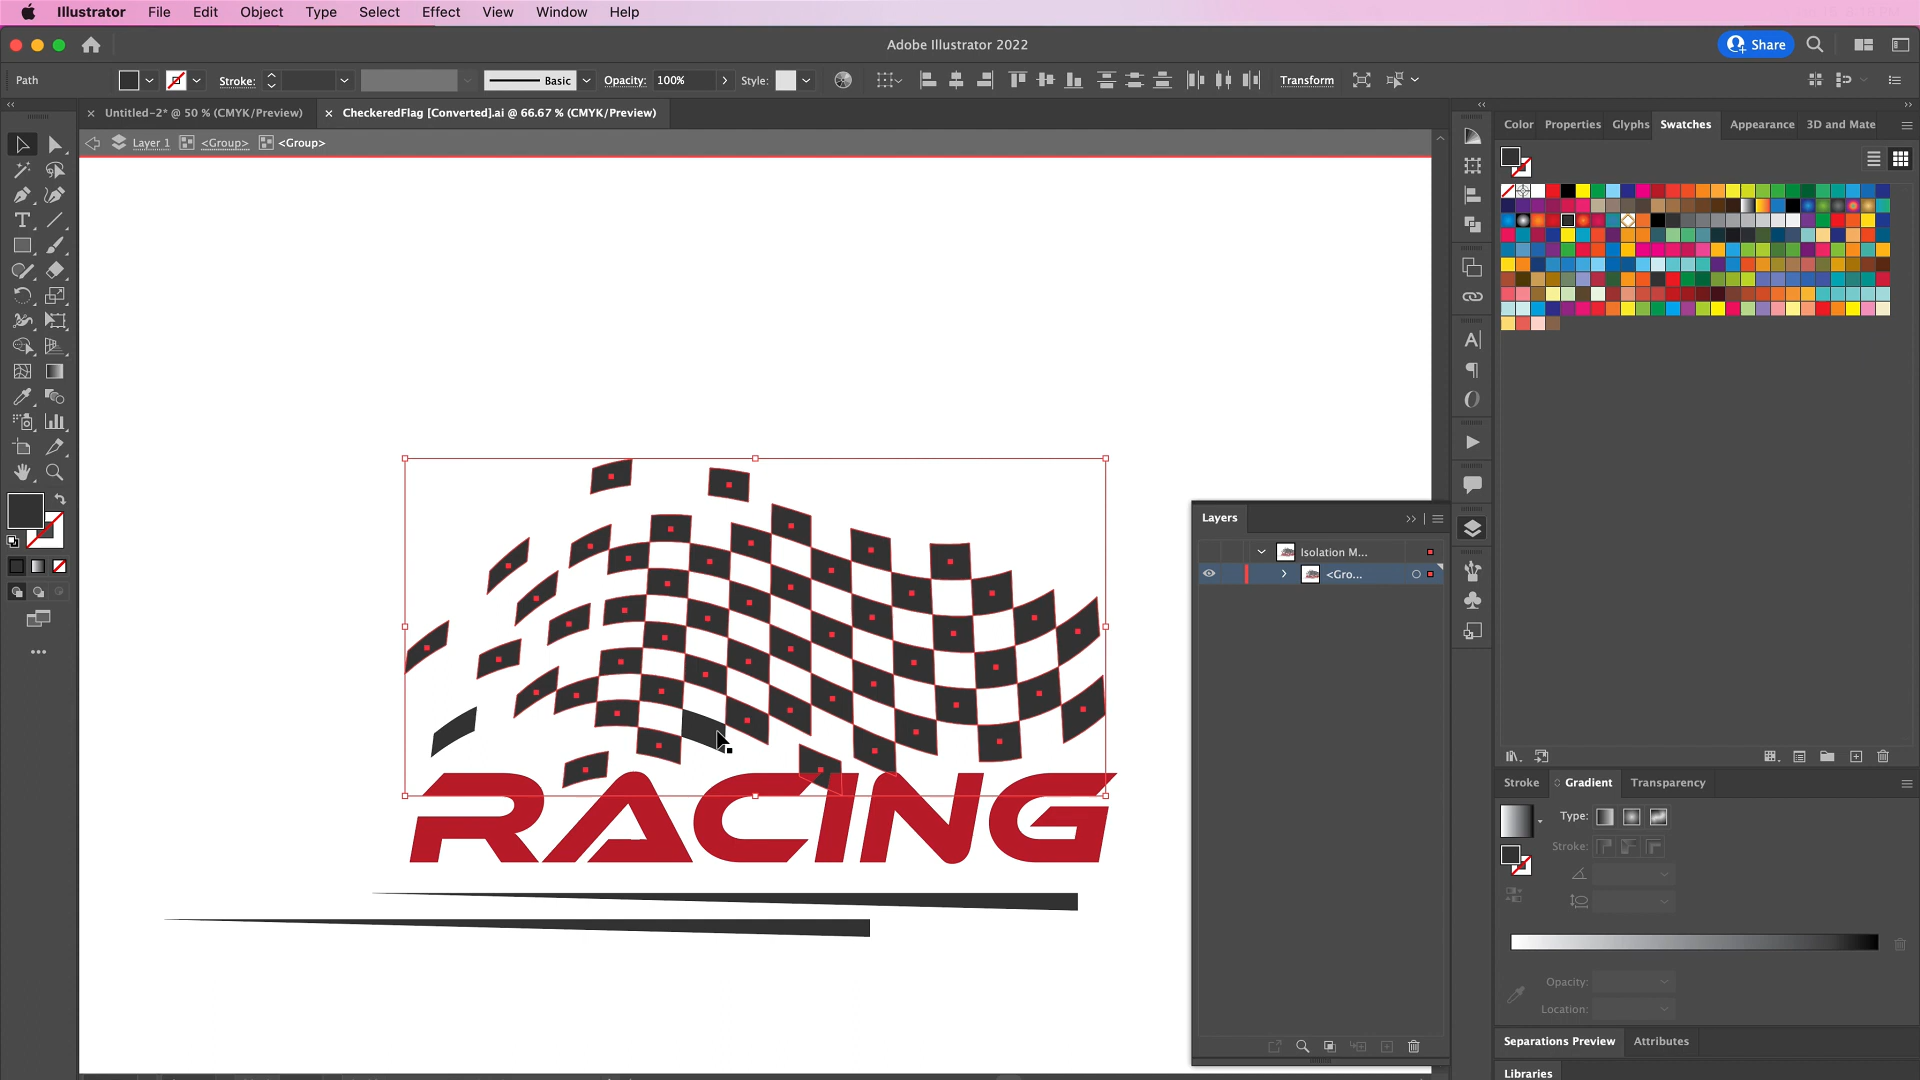 Illustrator File Edit Object Type Select Effect View Window Help
Adobe Illustrator 2022
Share
Path
Stroke:
Basic
Opacity: 100%
Style:
Transform
Untitled-2* @ 50 % (CMYK/Preview)
CheckeredFlag [Converted].ai @ 66.67 % (CMYK/Preview)
Layer 1 <Group> <Group>
Color Properties Glyphs Swatches Appearance 3D and Mate
Layers
Isolation M...
<Gro...
RACING
Stroke Gradient Transparency
Type:
Stroke:
Opacity:
Location:
Separations Preview Attributes
Libraries